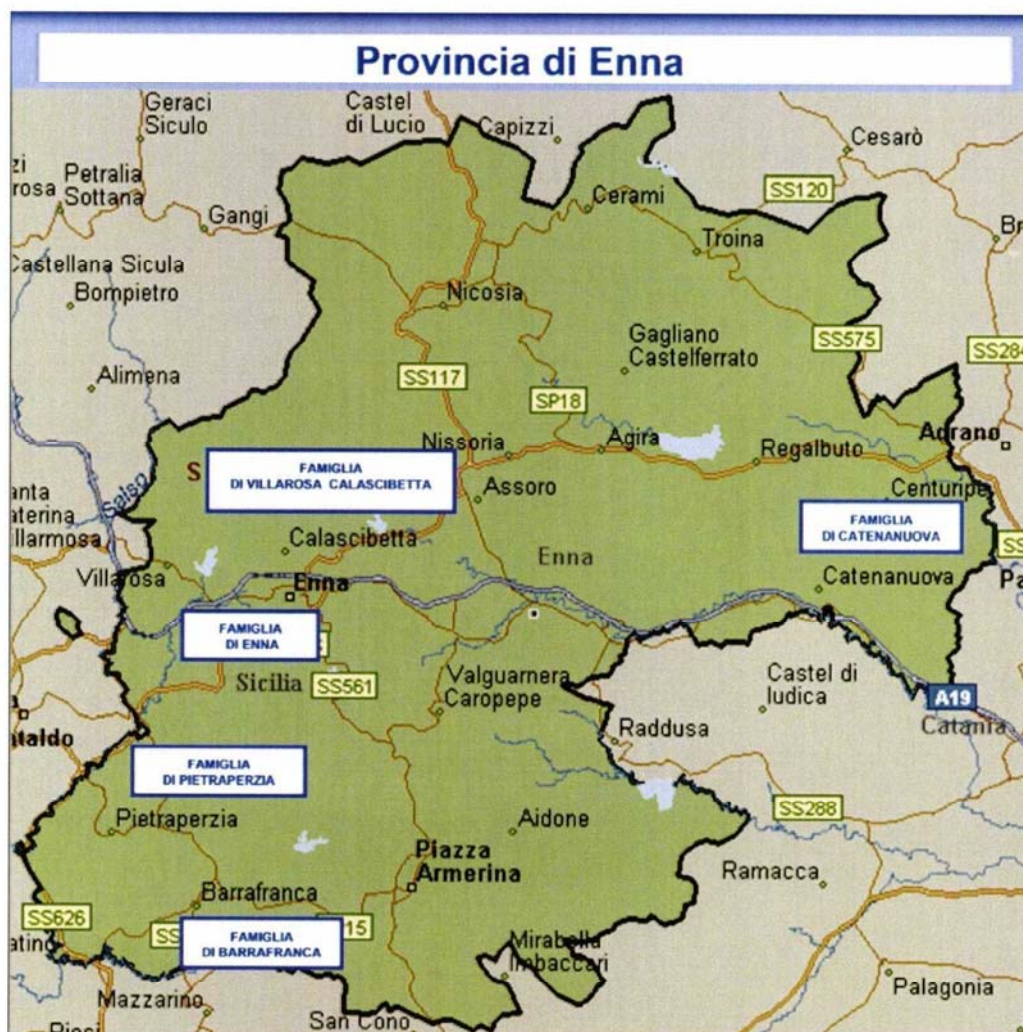 Provincia di Enna
Geraci
Siculo
Castel
di Lucio
Capizzi
Cesarò
Petralia
Sottana
Gangi
SS120
Cerami
Troina
Castellana Sicula
Bompietro
Nicosia
Gagliano
Castelferrato
SS575
SS284
Alimena
SS117
SP18
Nissoria
Agira
Regalbuto
Adrano
S
FAMIGLIA
DI VILLAROSA CALASCIBETTA
Assoro
Centuripe
Salso
FAMIGLIA
DI CATENANUOVA
Calascibetta
Enna
Villarosa
Enna
Catenanuova
FAMIGLIA
DI ENNA
Sicilia
SS561
Valguarnera
Caropepe
Castel di
Iudica
A19
Catania
Raddusa
FAMIGLIA
DI PIETRAPERZIA
SS288
Pietraperzia
Aidone
Piazza
Armerina
Ramacca
Barrafranca
SS626
15
FAMIGLIA
DI BARRAFRANCA
Mirabella
Imbaccari
Palagonia
Mazzarino
San Cono